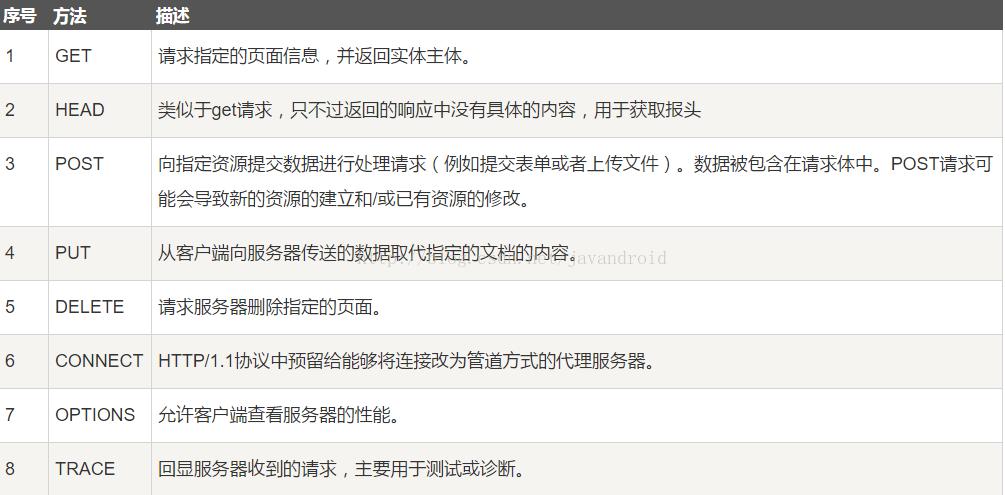 序号 方法 描述
1 GET 请求指定的页面信息，并返回实体主体。
2 HEAD 类似于get请求，只不过返回的响应中没有具体的内容，用于获取报头
3 POST 向指定资源提交数据进行处理请求（例如提交表单或者上传文件）。数据被包含在请求体中。POST请求可
能会导致新的资源的建立和/或已有资源的修改。
4 PUT 从客户端向服务器传送的数据取代指定的文档的内容。
http://blog.csdn.net/javandroid
5 DELETE 请求服务器删除指定的页面。
6 CONNECT HTTP/1.1协议中预留给能够将连接改为管道方式的代理服务器。
7 OPTIONS 允许客户端查看服务器的性能。
8 TRACE 回显服务器收到的请求，主要用于测试或诊断。